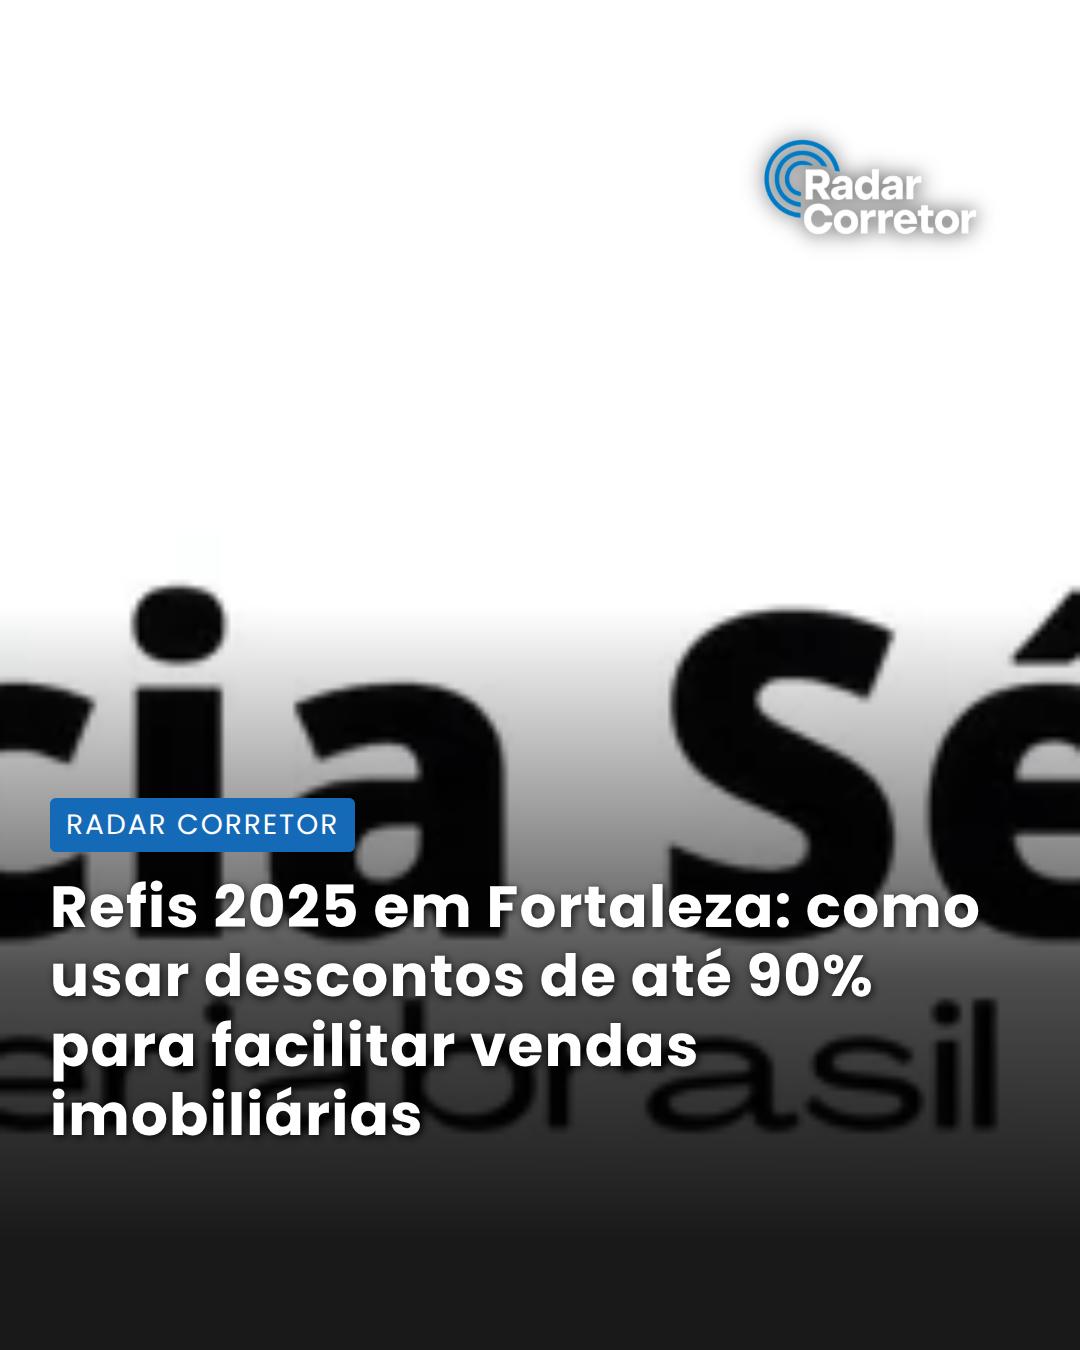 Radar
Corretor
cia Sé
RADAR CORRETOR
Refis 2025 em Fortaleza: como
usar descontos de até 90%
para facilitar vendas
imobiliárias
eriabrasil